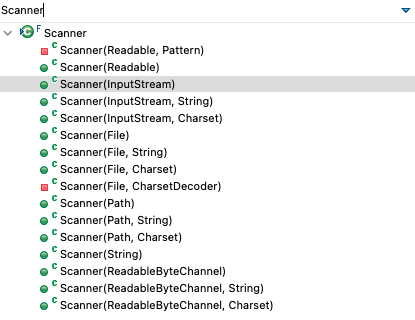 Scanner
F Scanner
C Scanner(Readable, Pattern)
C Scanner(Readable)
C Scanner(InputStream)
C Scanner(InputStream, String)
C Scanner(InputStream, Charset)
C Scanner(File)
C Scanner(File, String)
C Scanner(File, Charset)
C Scanner(File, CharsetDecoder)
C Scanner(Path)
C Scanner(Path, String)
C Scanner(Path, Charset)
C Scanner(String)
C Scanner(ReadableByteChannel)
C Scanner(ReadableByteChannel, String)
C Scanner(ReadableByteChannel, Charset)